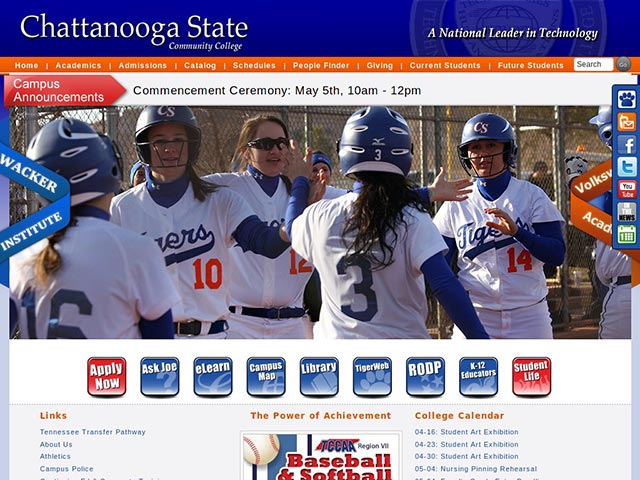 Chattanooga State
Community College
A National Leader in Technology
Home | Academics | Admissions | Catalog | Schedules | People Finder | Giving | Current Students | Future Students
Search
Go
Campus
Announcements
Commencement Ceremony: May 5th, 10am - 12pm
WACKER
INSTITUTE
Volksw
Acad
CS
CS
3
Tigers
10
12
3
Tigers
14
16
You
Tube
IN THE
NEWS
Apply
Now
Ask Joe
?
eLearn
Campus
Map
Library
TigerWeb
RODP
K-12
Educators
Student
Life
Links
Tennessee Transfer Pathway
About Us
Athletics
Campus Police
The Power of Achievement
TCCAA Region VII
Baseball
& Softball
College Calendar
04-16: Student Art Exhibition
04-23: Student Art Exhibition
04-30: Student Art Exhibition
05-04: Nursing Pinning Rehearsal